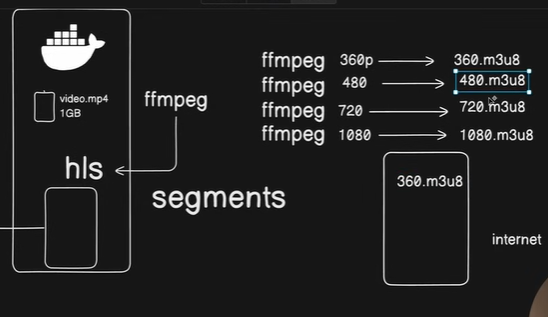 video.mp4
1GB
ffmpeg
hls
segments
ffmpeg 360p 360.m3u8
ffmpeg 480 480.m3u8
ffmpeg 720 720.m3u8
ffmpeg 1080 1080.m3u8
360.m3u8
internet